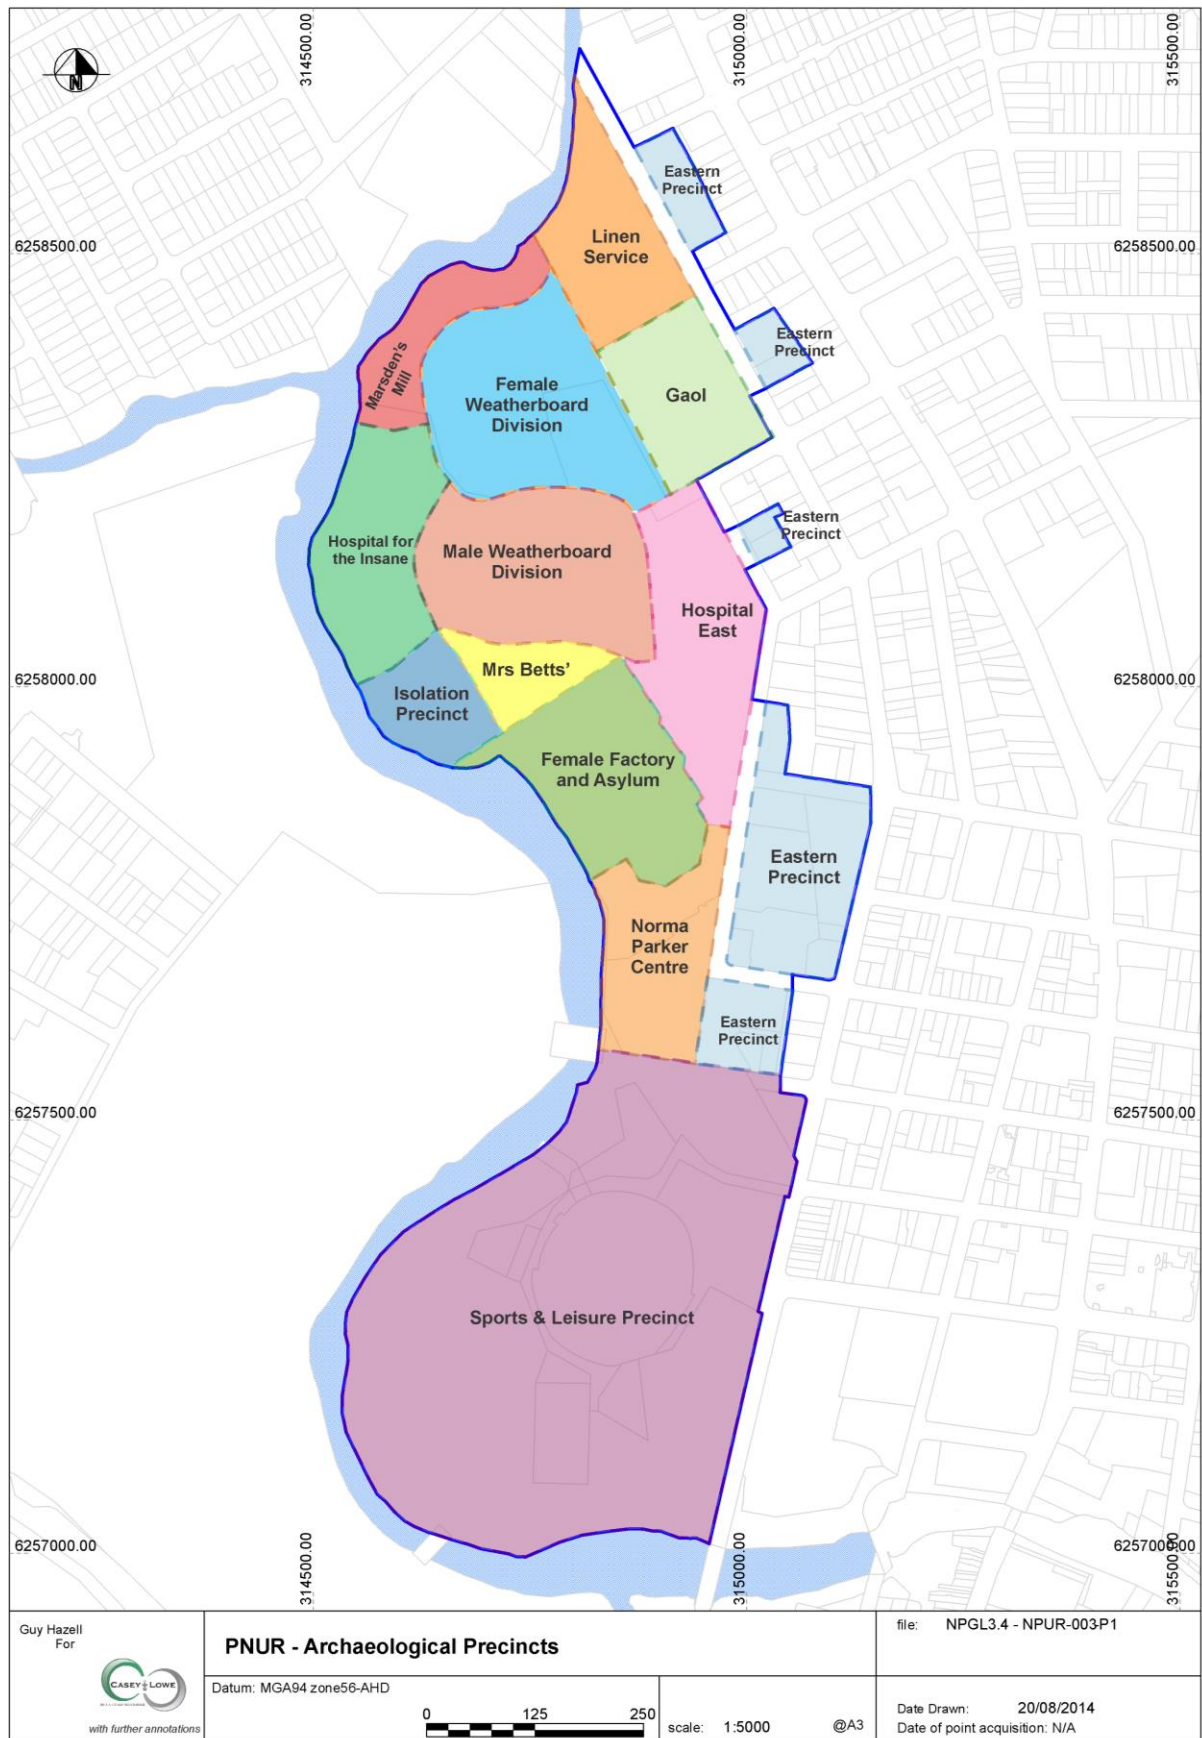 314500.00
315000.00
315500.00
N
Eastern
Precinct
6258500.00
Linen
Service
6258500.00
Eastern
Precinct
Marsden's
Mill
Female
Weatherboard
Division
Gaol
Eastern
Precinct
Hospital for
the Insane
Male Weatherboard
Division
Hospital
East
6258000.00
Mrs Betts'
6258000.00
Isolation
Precinct
Female Factory
and Asylum
Eastern
Precinct
Norma
Parker
Centre
Eastern
Precinct
6257500.00
6257500.00
Sports & Leisure Precinct
6257000.00
6257000.00
314500.00
315000.00
315500.00
Guy Hazell
For
CASEY & LOWE
with further annotations
PNUR - Archaeological Precincts
Datum: MGA94 zone56-AHD
0 125 250
scale: 1:5000 @A3
file: NPGL3.4 - NPUR-003-P1
Date Drawn: 20/08/2014
Date of point acquisition: N/A